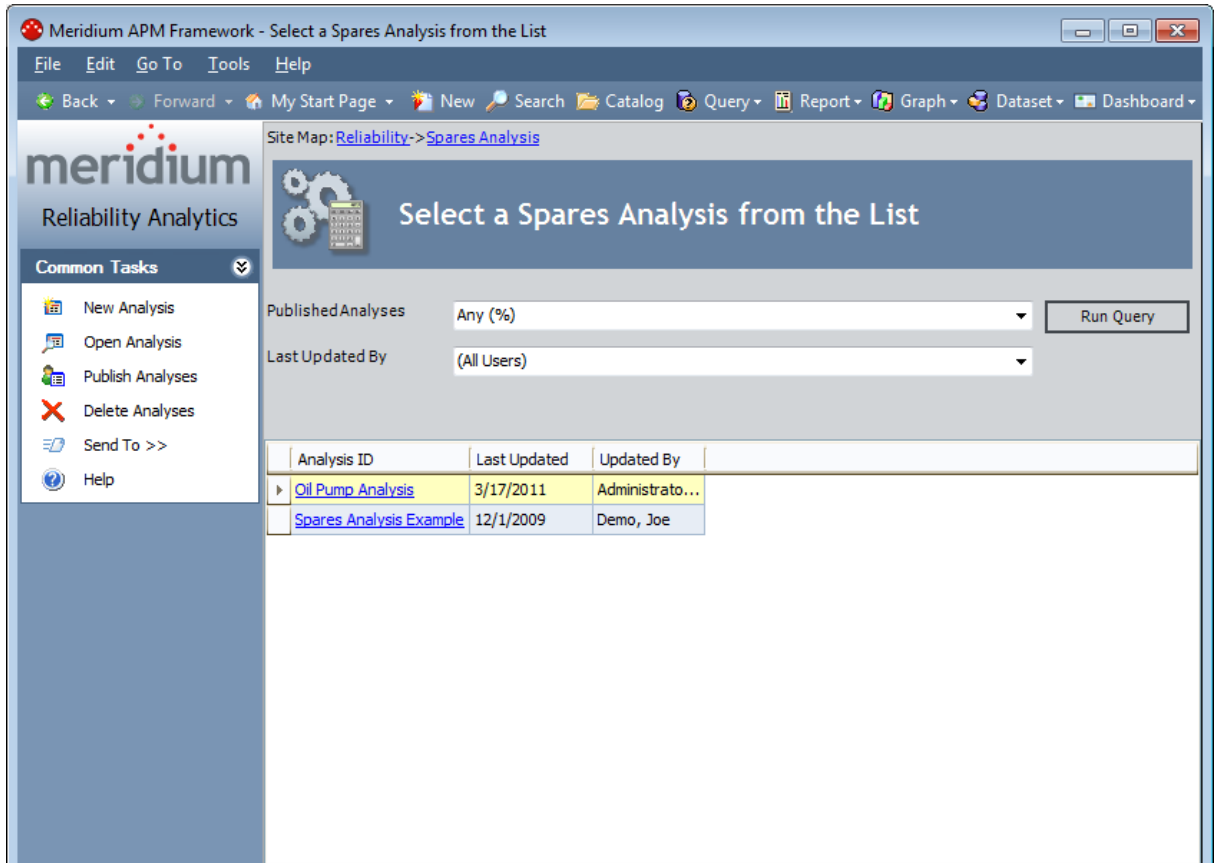 Meridium APM Framework - Select a Spares Analysis from the List
File Edit Go To Tools Help
Back Forward My Start Page New Search Catalog Query Report Graph Dataset Dashboard
meridium
Reliability Analytics
Common Tasks
New Analysis
Open Analysis
Publish Analyses
Delete Analyses
Send To >>
Help
Site Map: Reliability->Spares Analysis
Select a Spares Analysis from the List
Published Analyses Any (%) Run Query
Last Updated By (All Users)
Analysis ID Last Updated Updated By
Oil Pump Analysis 3/17/2011 Administrato...
Spares Analysis Example 12/1/2009 Demo, Joe